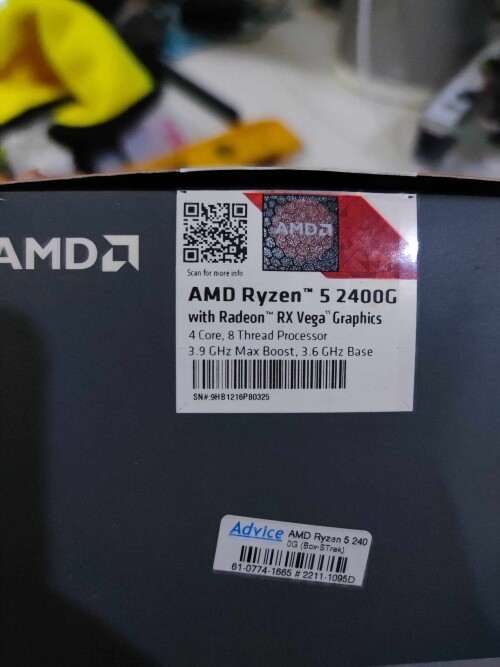 AMD
AMD
Scan for more info
AMD Ryzen™ 5 2400G
with Radeon™ RX Vega¹¹ Graphics
4 Core, 8 Thread Processor
3.9 GHz Max Boost, 3.6 GHz Base
SN#:9HB1216P80325
Advice AMD Ryzen 5 240
0G (Box-STrek)
61-0774-1665 # 2211-1095D